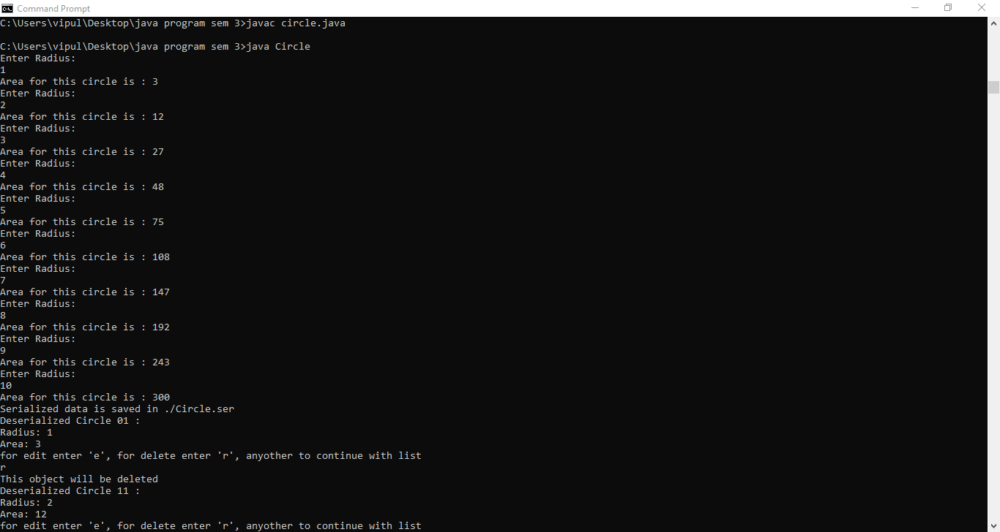 Command Prompt
C:\Users\vipul\Desktop\java program sem 3>javac circle.java
C:\Users\vipul\Desktop\java program sem 3>java Circle
Enter Radius:
1
Area for this circle is : 3
Enter Radius:
2
Area for this circle is : 12
Enter Radius:
3
Area for this circle is : 27
Enter Radius:
4
Area for this circle is : 48
Enter Radius:
5
Area for this circle is : 75
Enter Radius:
6
Area for this circle is : 108
Enter Radius:
7
Area for this circle is : 147
Enter Radius:
8
Area for this circle is : 192
Enter Radius:
9
Area for this circle is : 243
Enter Radius:
10
Area for this circle is : 300
Serialized data is saved in ./Circle.ser
Deserialized Circle 01 :
Radius: 1
Area: 3
for edit enter 'e', for delete enter 'r', anyother to continue with list
r
This object will be deleted
Deserialized Circle 11 :
Radius: 2
Area: 12
for edit enter 'e', for delete enter 'r', anyother to continue with list